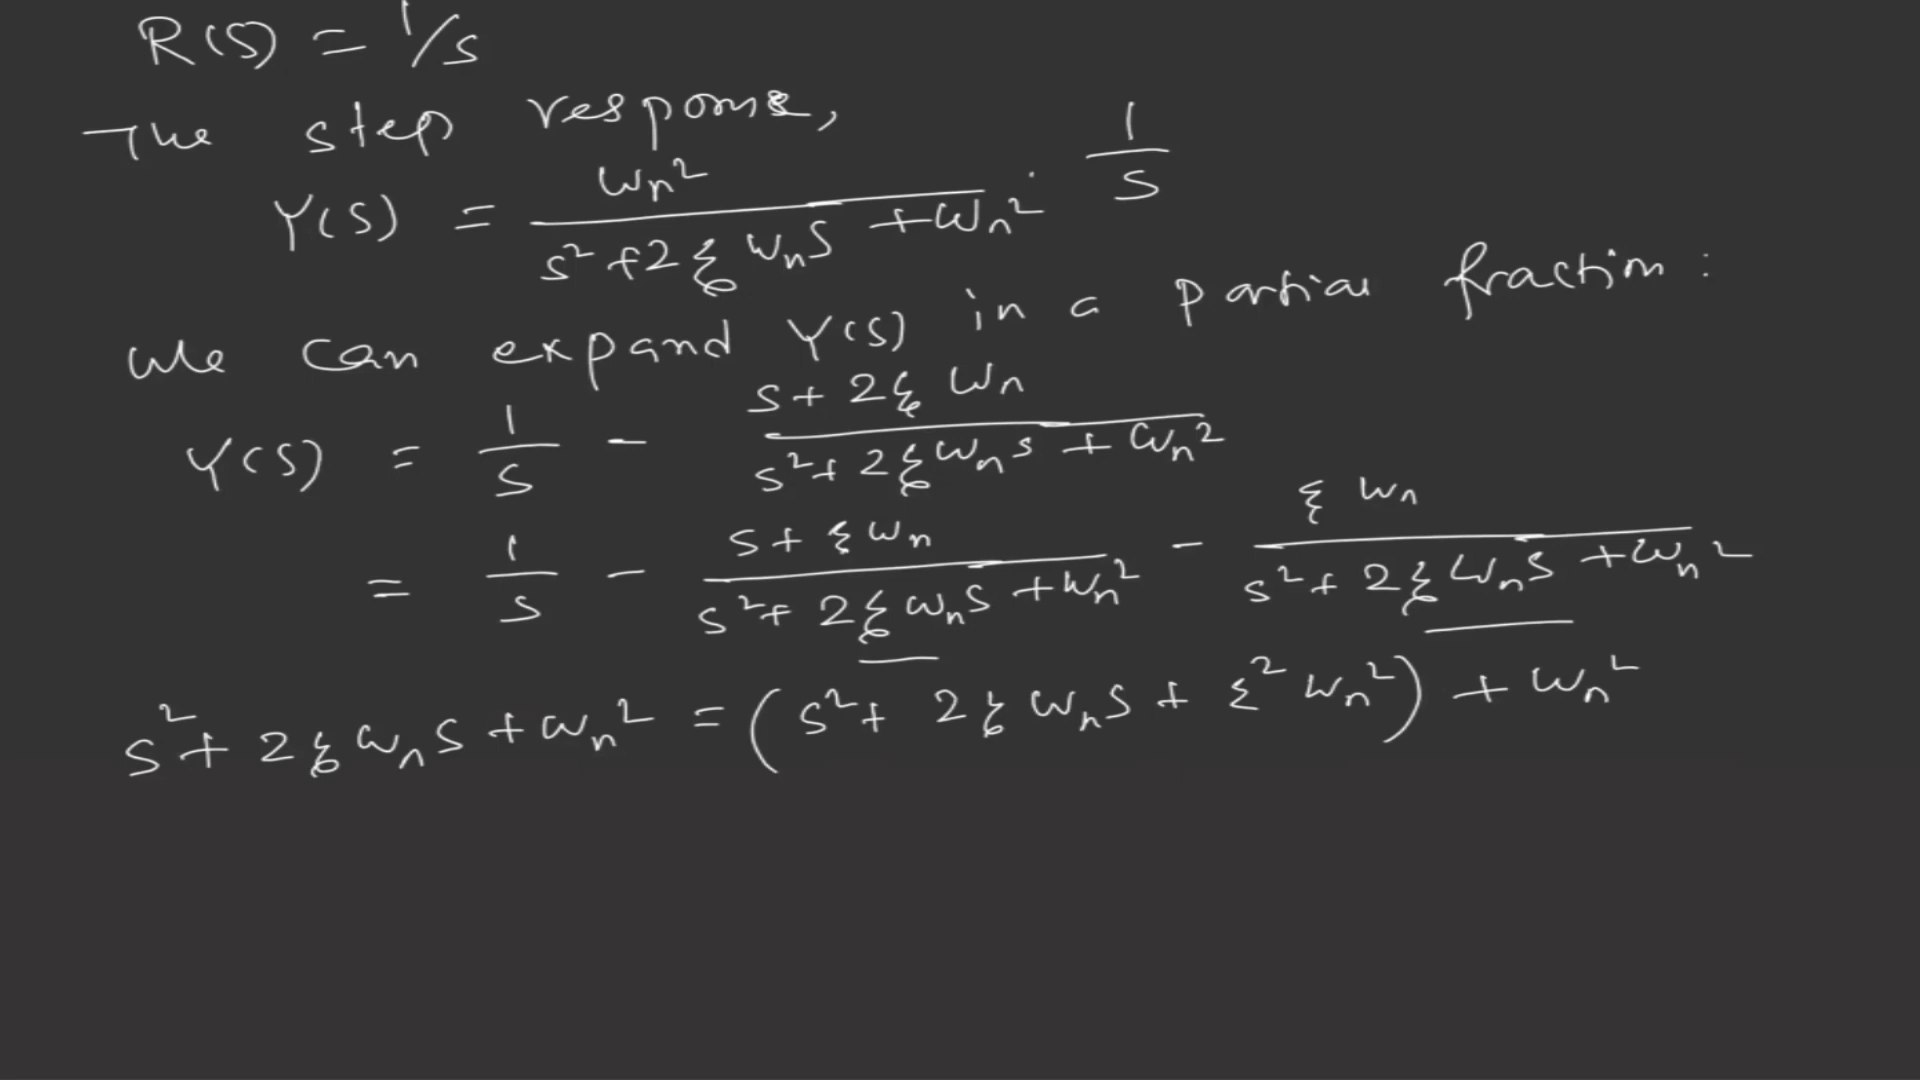 R(s) = 1/s
The step response,
Y(s) = ωn² / (s² + 2ξωns + ωn²) · 1/s
We can expand Y(s) in a partial fraction :
Y(s) = 1/s - (s + 2ξωn) / (s² + 2ξωns + ωn²)
= 1/s - (s + ξωn) / (s² + 2ξωns + ωn²) - ξωn / (s² + 2ξωns + ωn²)
s² + 2ξωns + ωn² = (s² + 2ξωns + ξ²ωn²) + ωn²